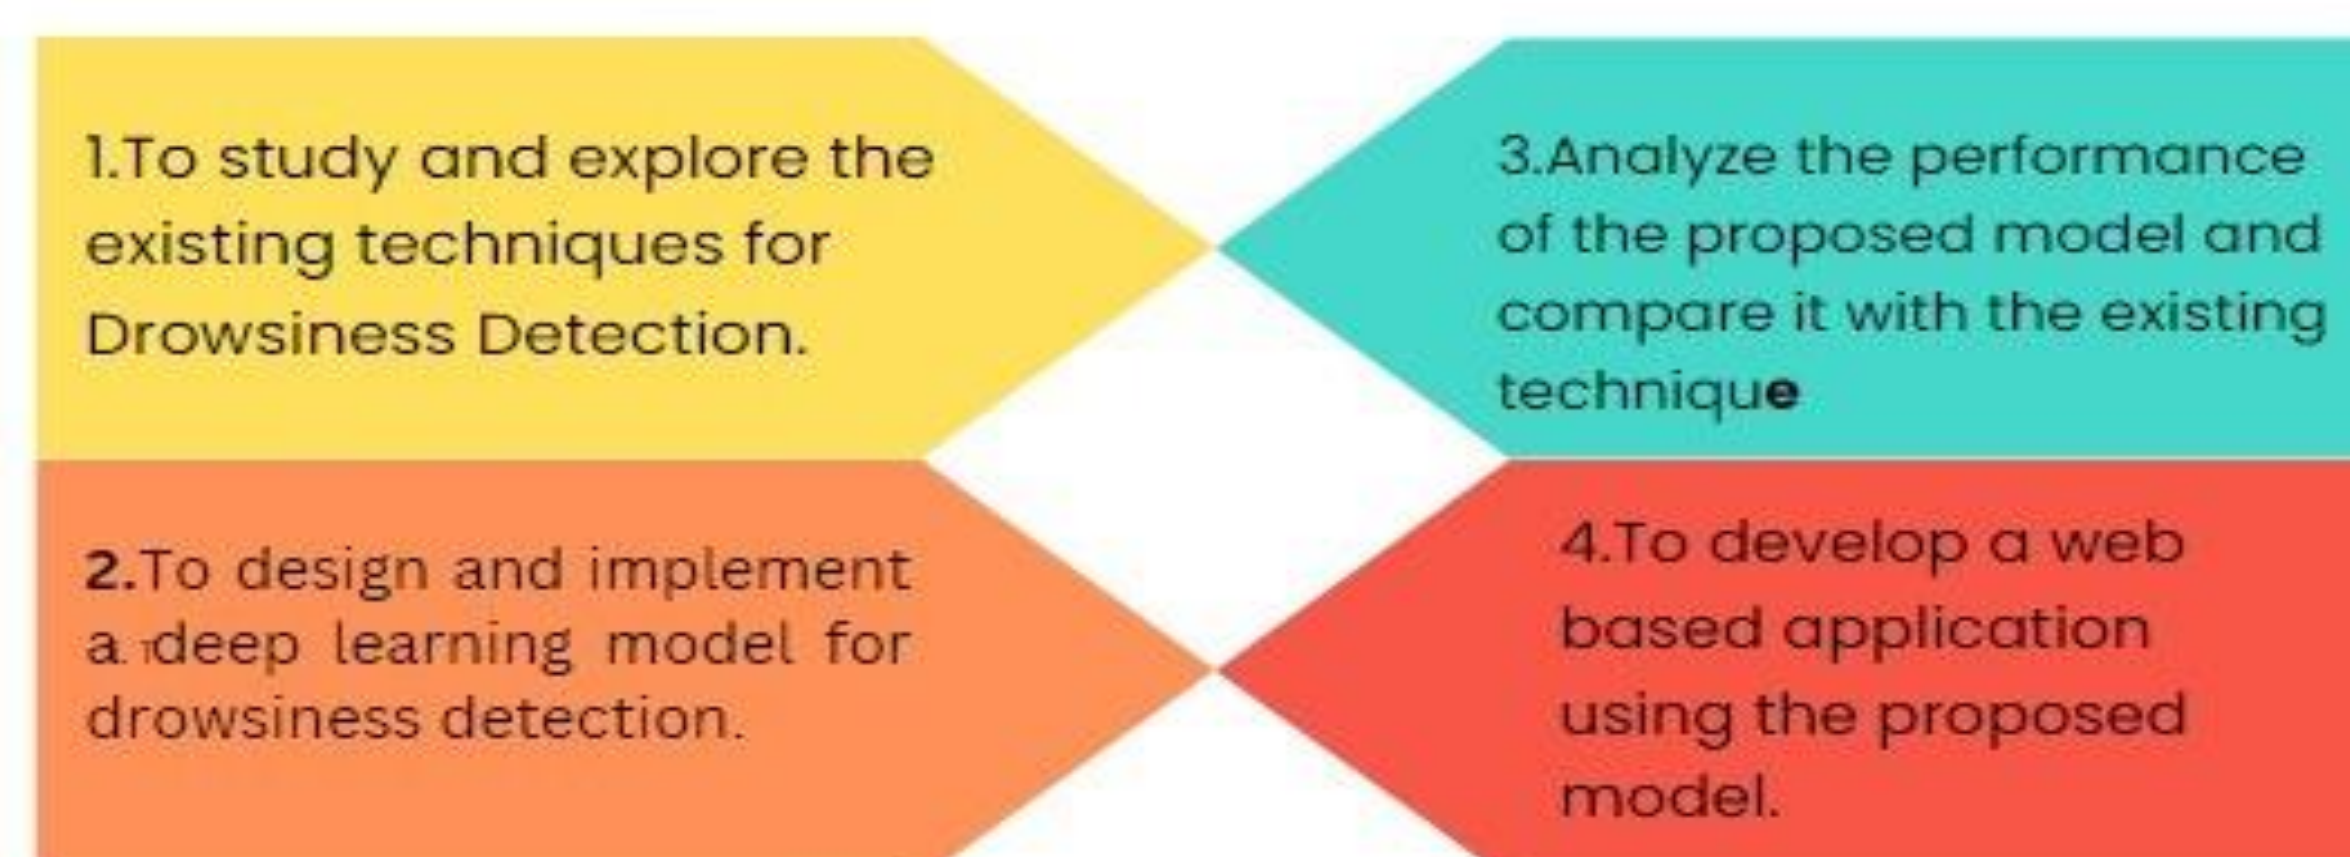 1.To study and explore the
existing techniques for
Drowsiness Detection.
2.To design and implement
a deep learning model for
drowsiness detection.
3.Analyze the performance
of the proposed model and
compare it with the existing
technique
4.To develop a web
based application
using the proposed
model.